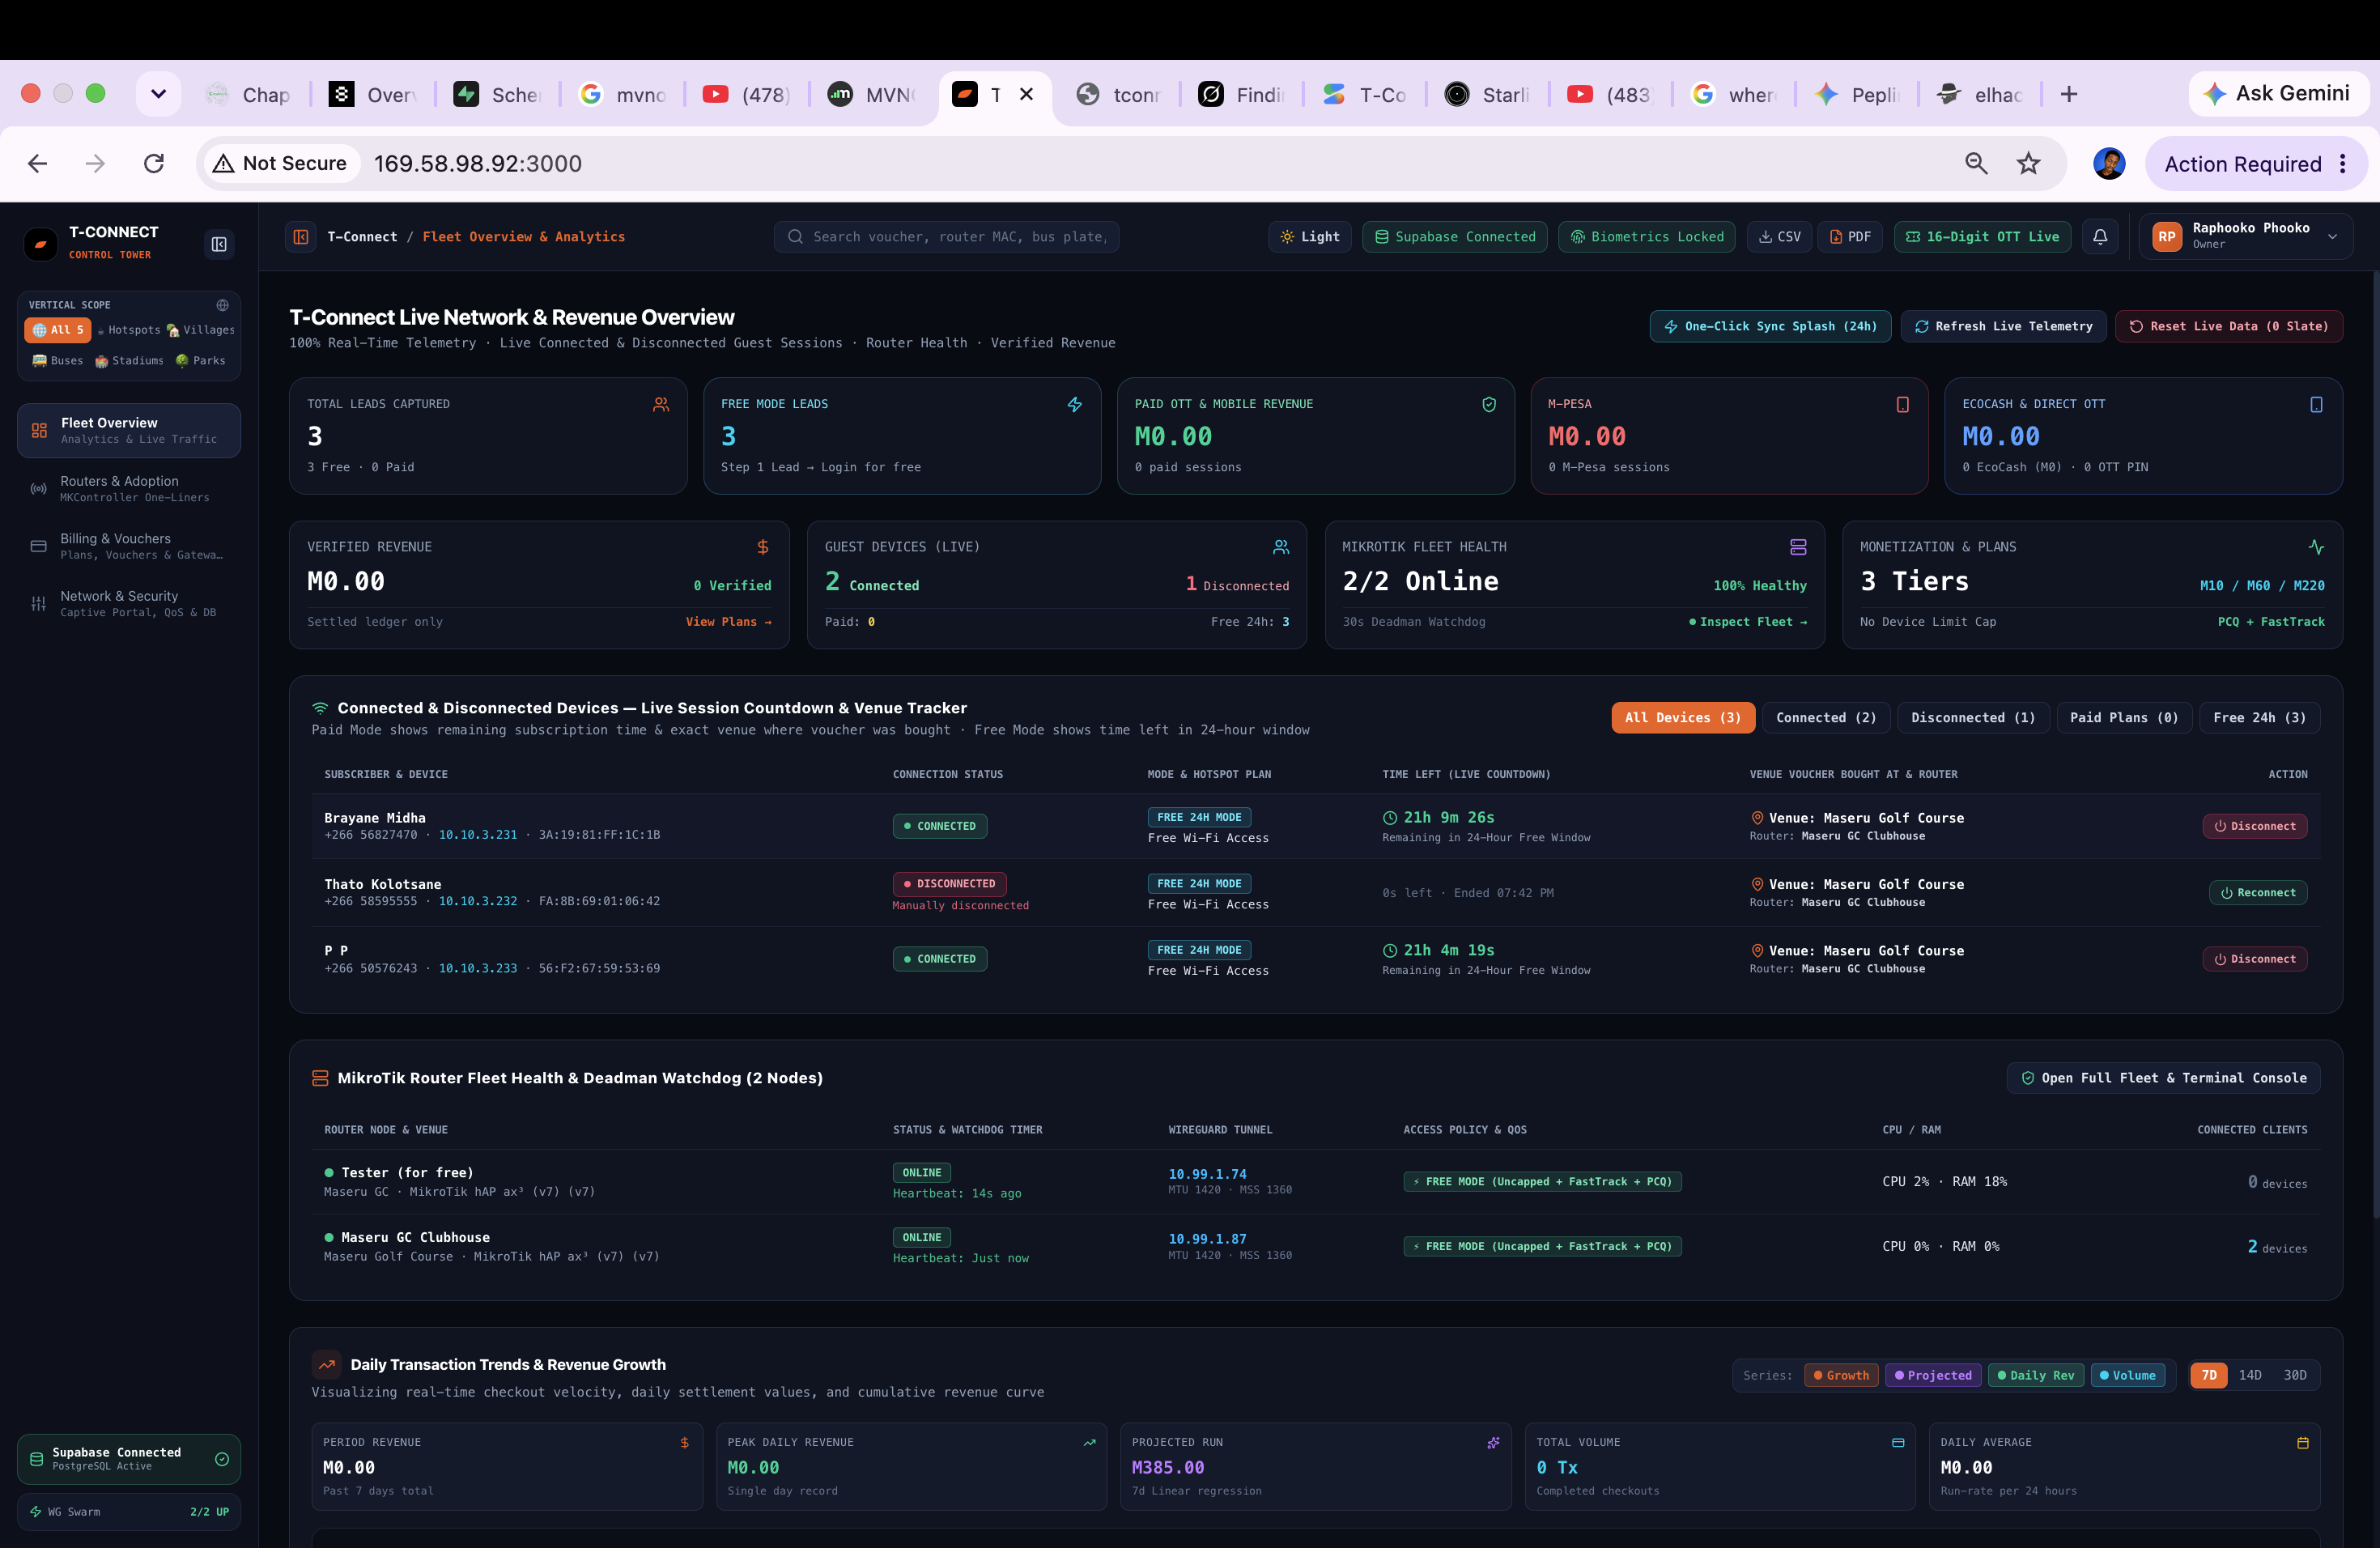 Chap
Over
Sche
mvno
(478)
MVNO
T
tconr
Findi
T-Co
Starli
(483
wher
Pepli
elhac
Ask Gemini
Not Secure
169.58.98.92:3000
Action Required
T-CONNECT
CONTROL TOWER
VERTICAL SCOPE
All 5
Hotspots
Villages
Buses
Stadiums
Parks
Fleet Overview
Analytics & Live Traffic
Routers & Adoption
MKController One-Liners
Billing & Vouchers
Plans, Vouchers & Gatewa…
Network & Security
Captive Portal, QoS & DB
Supabase Connected
PostgreSQL Active
WG Swarm
2/2 UP
T-Connect / Fleet Overview & Analytics
Search voucher, router MAC, bus plate,
Light
Supabase Connected
Biometrics Locked
CSV
PDF
16-Digit OTT Live
RP
Raphooko Phooko
Owner
T-Connect Live Network & Revenue Overview
100% Real-Time Telemetry · Live Connected & Disconnected Guest Sessions · Router Health · Verified Revenue
One-Click Sync Splash (24h)
Refresh Live Telemetry
Reset Live Data (0 Slate)
TOTAL LEADS CAPTURED
3
3 Free · 0 Paid
FREE MODE LEADS
3
Step 1 Lead → Login for free
PAID OTT & MOBILE REVENUE
M0.00
0 paid sessions
M-PESA
M0.00
0 M-Pesa sessions
ECOCASH & DIRECT OTT
M0.00
0 EcoCash (M0) · 0 OTT PIN
VERIFIED REVENUE
M0.00
0 Verified
Settled ledger only
View Plans →
GUEST DEVICES (LIVE)
2 Connected
1 Disconnected
Paid: 0
Free 24h: 3
MIKROTIK FLEET HEALTH
2/2 Online
100% Healthy
30s Deadman Watchdog
Inspect Fleet →
MONETIZATION & PLANS
3 Tiers
M10 / M60 / M220
No Device Limit Cap
PCQ + FastTrack
Connected & Disconnected Devices — Live Session Countdown & Venue Tracker
Paid Mode shows remaining subscription time & exact venue where voucher was bought · Free Mode shows time left in 24-hour window
All Devices (3)
Connected (2)
Disconnected (1)
Paid Plans (0)
Free 24h (3)
SUBSCRIBER & DEVICE
CONNECTION STATUS
MODE & HOTSPOT PLAN
TIME LEFT (LIVE COUNTDOWN)
VENUE VOUCHER BOUGHT AT & ROUTER
ACTION
Brayane Midha
+266 56827470 · 10.10.3.231 · 3A:19:81:FF:1C:1B
CONNECTED
FREE 24H MODE
Free Wi-Fi Access
21h 9m 26s
Remaining in 24-Hour Free Window
Venue: Maseru Golf Course
Router: Maseru GC Clubhouse
Disconnect
Thato Kolotsane
+266 58595555 · 10.10.3.232 · FA:8B:69:01:06:42
DISCONNECTED
Manually disconnected
FREE 24H MODE
Free Wi-Fi Access
0s left · Ended 07:42 PM
Venue: Maseru Golf Course
Router: Maseru GC Clubhouse
Reconnect
P P
+266 50576243 · 10.10.3.233 · 56:F2:67:59:53:69
CONNECTED
FREE 24H MODE
Free Wi-Fi Access
21h 4m 19s
Remaining in 24-Hour Free Window
Venue: Maseru Golf Course
Router: Maseru GC Clubhouse
Disconnect
MikroTik Router Fleet Health & Deadman Watchdog (2 Nodes)
Open Full Fleet & Terminal Console
ROUTER NODE & VENUE
STATUS & WATCHDOG TIMER
WIREGUARD TUNNEL
ACCESS POLICY & QOS
CPU / RAM
CONNECTED CLIENTS
Tester (for free)
Maseru GC · MikroTik hAP ax³ (v7) (v7)
ONLINE
Heartbeat: 14s ago
10.99.1.74
MTU 1420 · MSS 1360
⚡ FREE MODE (Uncapped + FastTrack + PCQ)
CPU 2% · RAM 18%
0 devices
Maseru GC Clubhouse
Maseru Golf Course · MikroTik hAP ax³ (v7) (v7)
ONLINE
Heartbeat: Just now
10.99.1.87
MTU 1420 · MSS 1360
⚡ FREE MODE (Uncapped + FastTrack + PCQ)
CPU 0% · RAM 0%
2 devices
Daily Transaction Trends & Revenue Growth
Visualizing real-time checkout velocity, daily settlement values, and cumulative revenue curve
Series:
Growth
Projected
Daily Rev
Volume
7D
14D
30D
PERIOD REVENUE
M0.00
Past 7 days total
PEAK DAILY REVENUE
M0.00
Single day record
PROJECTED RUN
M385.00
7d Linear regression
TOTAL VOLUME
0 Tx
Completed checkouts
DAILY AVERAGE
M0.00
Run-rate per 24 hours